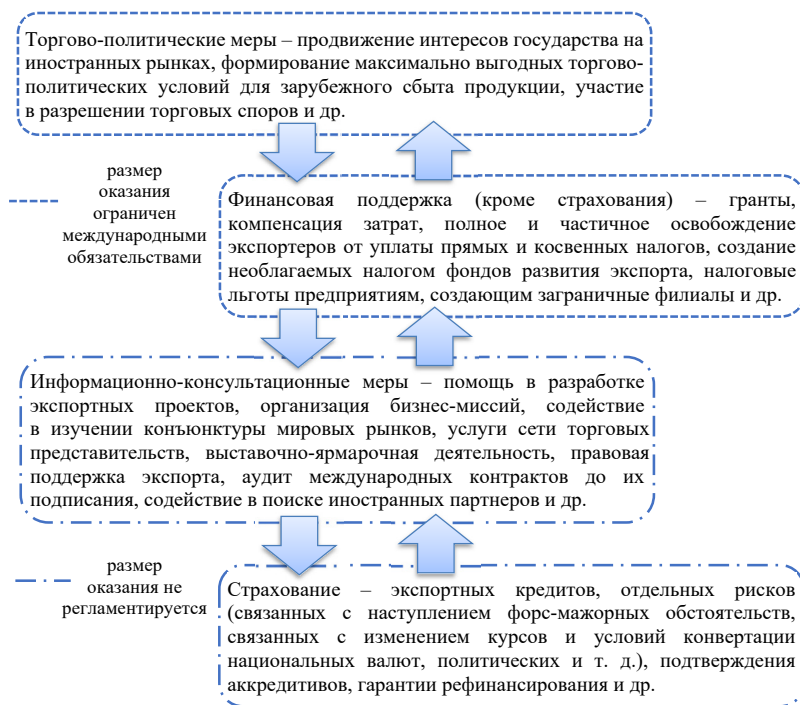 Торгово-политические меры – продвижение интересов государства на
иностранных рынках, формирование максимально выгодных торгово-
политических условий для зарубежного сбыта продукции, участие
в разрешении торговых споров и др.
размер
оказания
ограничен
международными
обязательствами
Финансовая поддержка (кроме страхования) – гранты,
компенсация затрат, полное и частичное освобождение
экспортеров от уплаты прямых и косвенных налогов, создание
необлагаемых налогом фондов развития экспорта, налоговые
льготы предприятиям, создающим заграничные филиалы и др.
Информационно-консультационные меры – помощь в разработке
экспортных проектов, организация бизнес-миссий, содействие
в изучении конъюнктуры мировых рынков, услуги сети торговых
представительств, выставочно-ярмарочная деятельность, правовая
поддержка экспорта, аудит международных контрактов до их
подписания, содействие в поиске иностранных партнеров и др.
размер
оказания не
регламентируется
Страхование – экспортных кредитов, отдельных рисков
(связанных с наступлением форс-мажорных обстоятельств,
связанных с изменением курсов и условий конвертации
национальных валют, политических и т. д.), подтверждения
аккредитивов, гарантии рефинансирования и др.